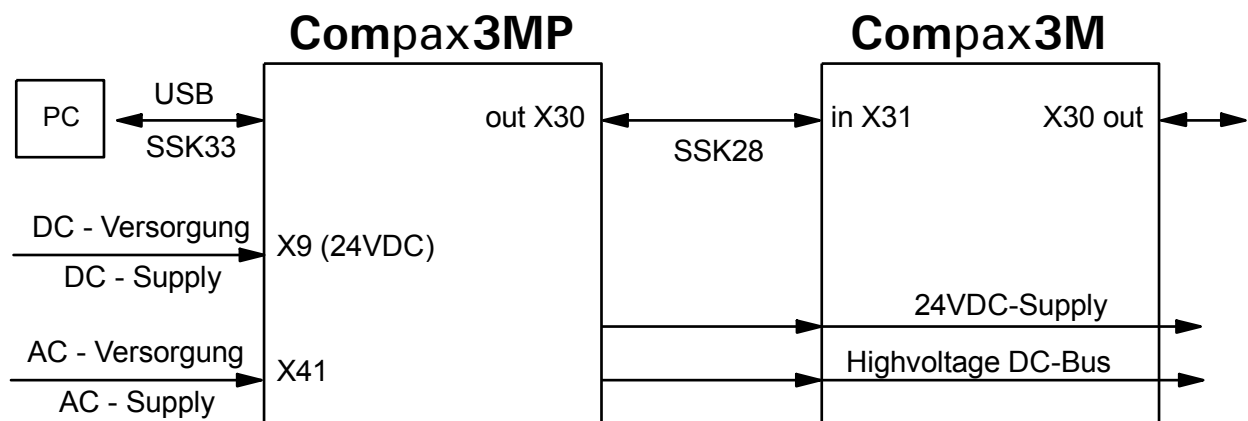 Compax3MP
Compax3M
PC
USB
SSK33
out X30
SSK28
in X31
X30 out
DC - Versorgung
DC - Supply
X9 (24VDC)
24VDC-Supply
AC - Versorgung
AC - Supply
X41
Highvoltage DC-Bus